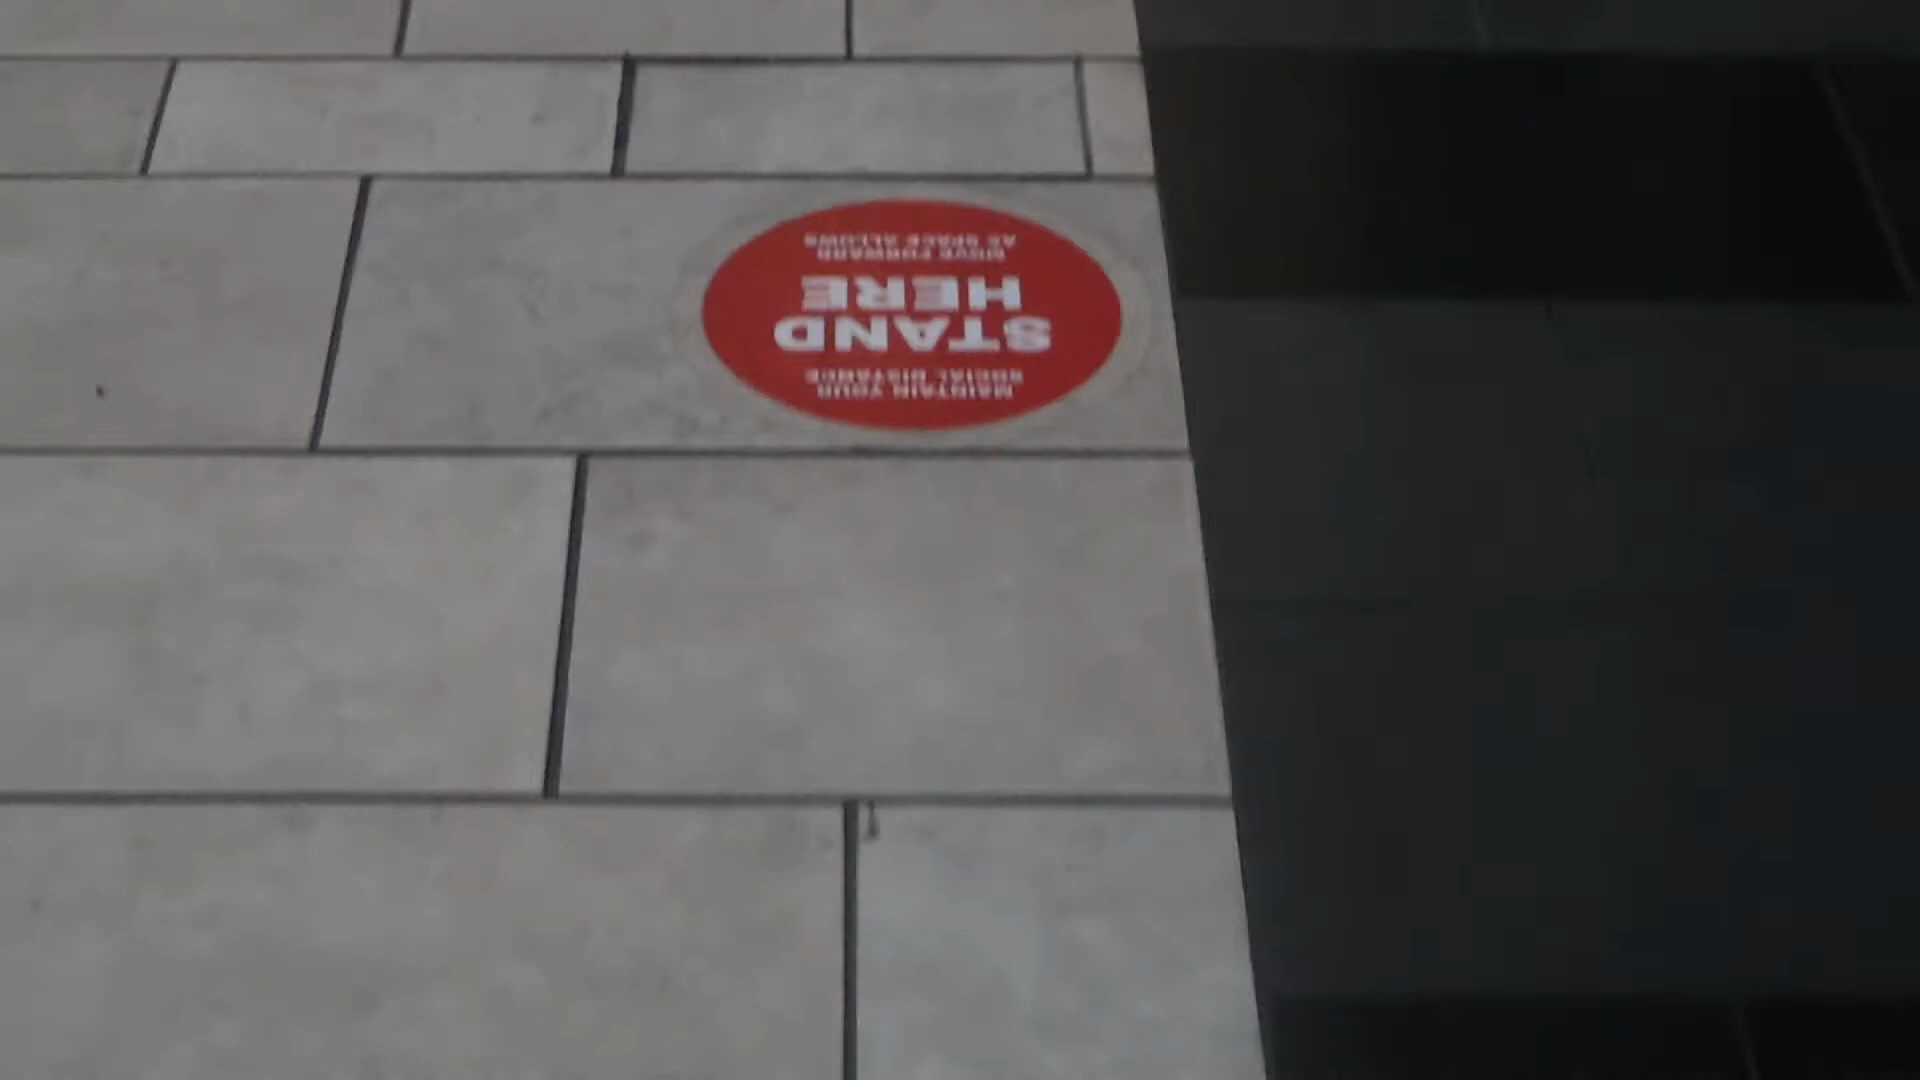 MAINTAIN YOUR
SOCIAL DISTANCE
STAND
HERE
MOVE FORWARD
AS SPACE ALLOWS